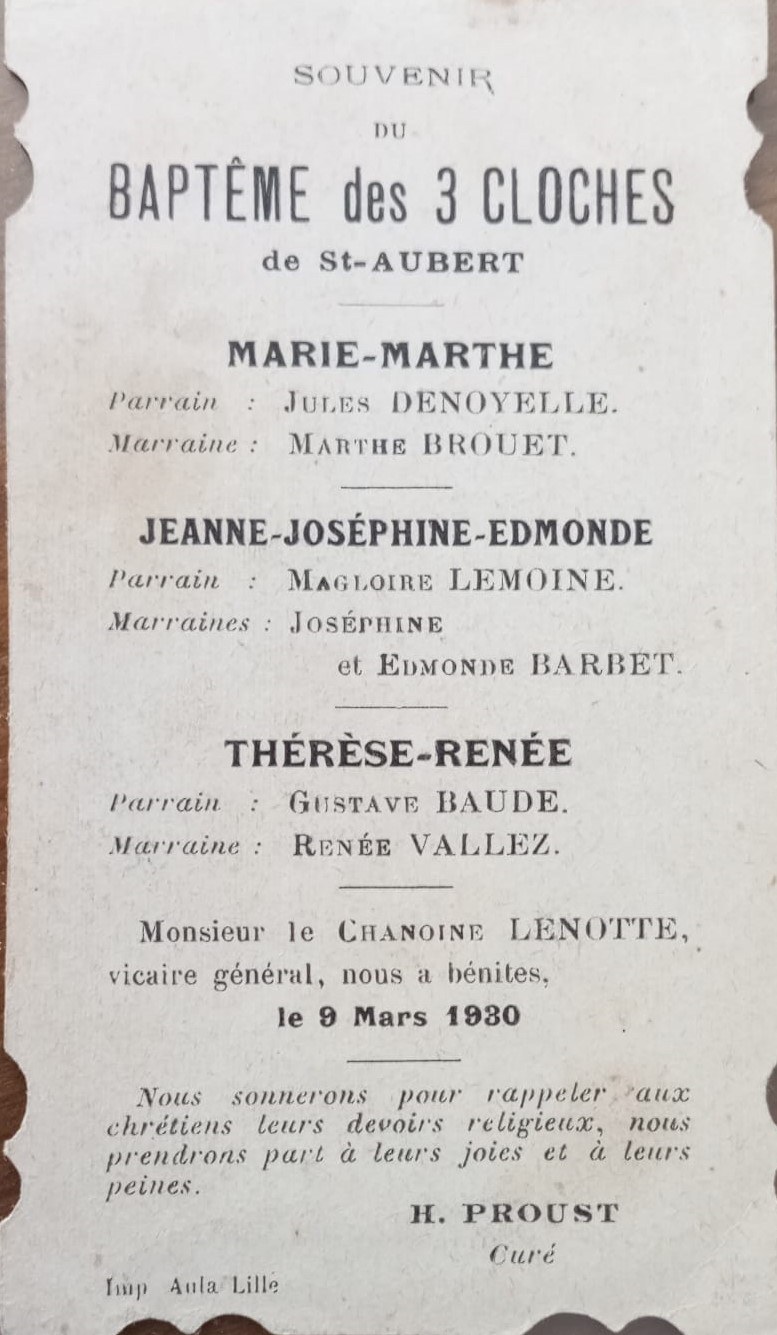 SOUVENIR
DU
BAPTÊME des 3 CLOCHES
de St-AUBERT
MARIE-MARTHE
Parrain : JULES DENOYELLE.
Marraine : MARTHE BROUET.
JEANNE-JOSÉPHINE-EDMONDE
Parrain : MAGLOIRE LEMOINE.
Marraines : JOSÉPHINE
et EDMONDE BARBET.
THÉRÈSE-RENÉE
Parrain : GUSTAVE BAUDE.
Marraine : RENÉE VALLEZ.
Monsieur le CHANOINE LENOTTE,
vicaire général, nous a bénites,
le 9 Mars 1930
Nous sonnerons pour rappeler aux
chrétiens leurs devoirs religieux, nous
prendrons part à leurs joies et à leurs
peines.
H. PROUST
Curé
Imp Aula Lille